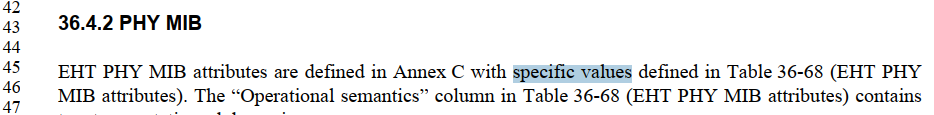 42
43 36.4.2 PHY MIB
44
45 EHT PHY MIB attributes are defined in Annex C with specific values defined in Table 36-68 (EHT PHY
46 MIB attributes). The “Operational semantics” column in Table 36-68 (EHT PHY MIB attributes) contains
47